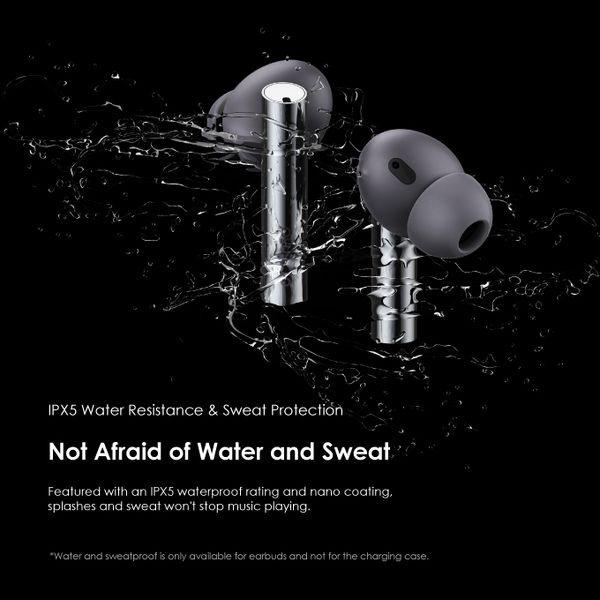 IPX5 Water Resistance & Sweat Protection
Not Afraid of Water and Sweat
Featured with an IPX5 waterproof rating and nano coating,
splashes and sweat won't stop music playing.
*Water and sweatproof is only available for earbuds and not for the charging case.